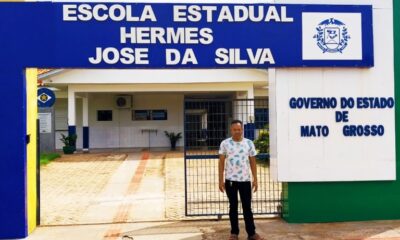 ESCOLA ESTADUAL
HERMES
JOSE DA SILVA
GOVERNO DO ESTADO
DE
MATO GROSSO